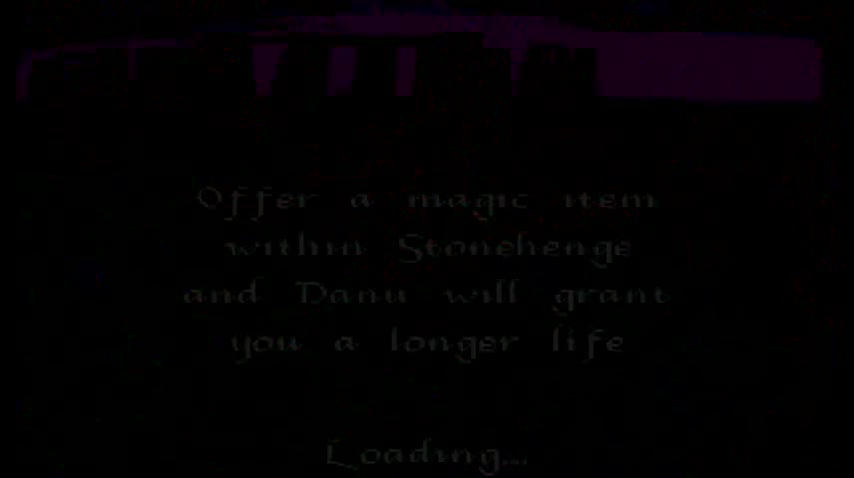 Offer a magic item
within Stonehenge
and Danu will grant
you a longer life
Loading...